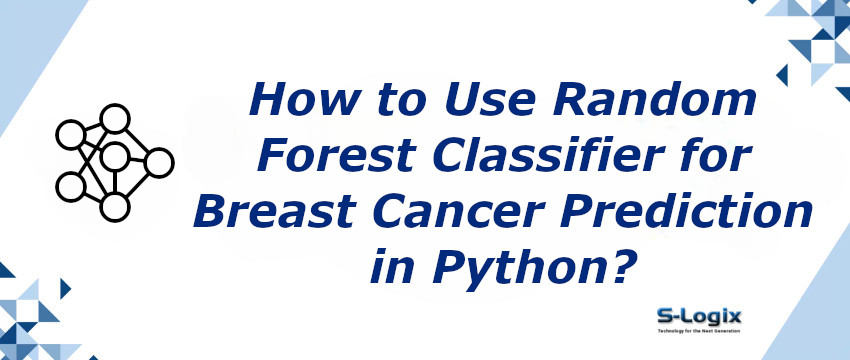 How to Use Random
Forest Classifier for
Breast Cancer Prediction
in Python?
S-Logix
Technology for the Next Generation